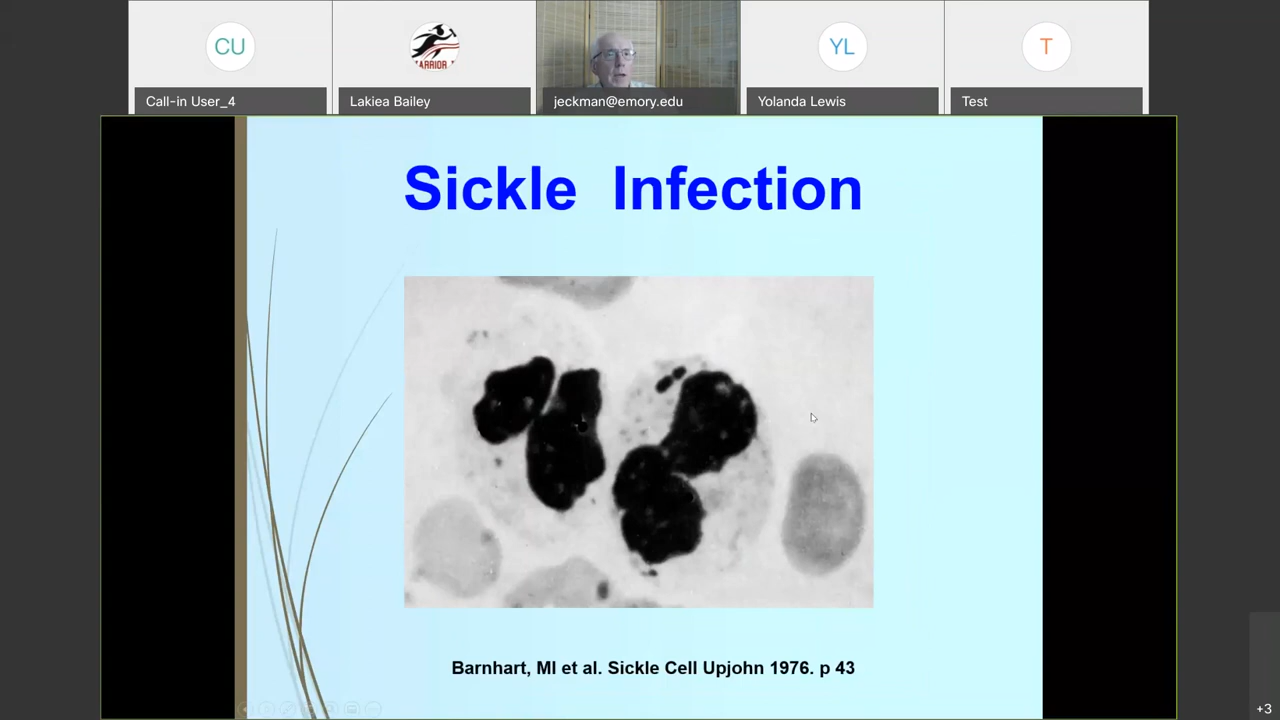 CU
YL
T
ARRIOR
Call-in User_4
Lakiea Bailey
jeckman@emory.edu
Yolanda Lewis
Test
Sickle Infection
Barnhart, MI et al. Sickle Cell Upjohn 1976. p 43
+3